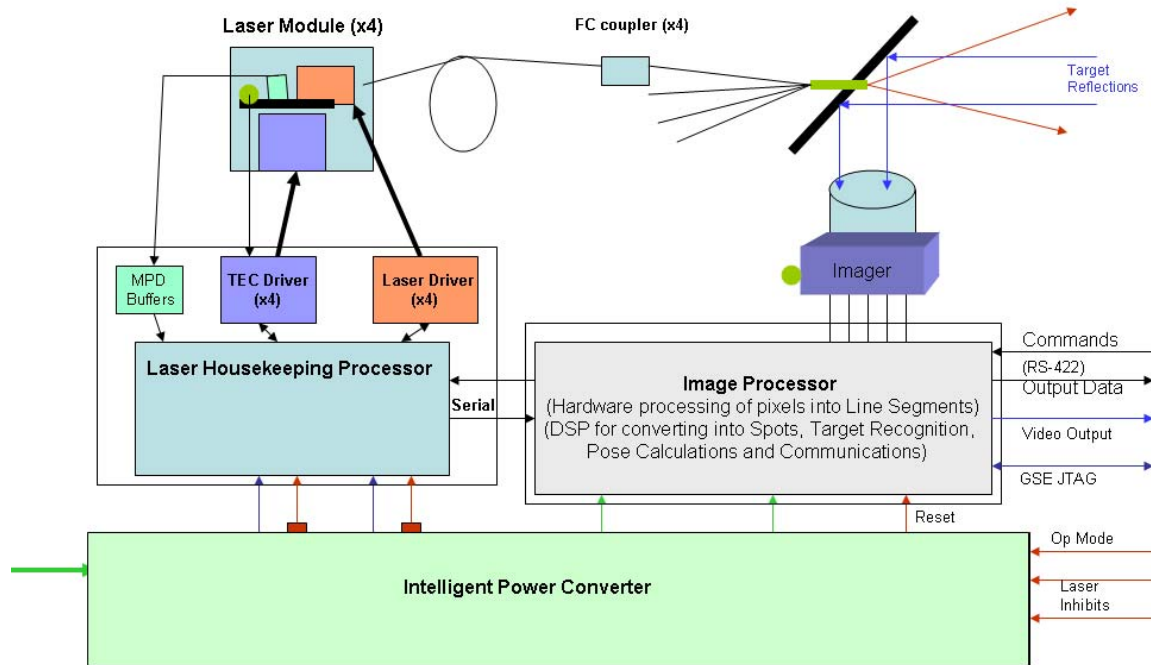 Laser Module (x4)
FC coupler (x4)
Target
Reflections
Imager
MPD
Buffers
TEC Driver
(x4)
Laser Driver
(x4)
Laser Housekeeping Processor
Serial
Image Processor
(Hardware processing of pixels into Line Segments)
(DSP for converting into Spots, Target Recognition,
Pose Calculations and Communications)
Commands
(RS-422)
Output Data
Video Output
GSE JTAG
Reset
Op Mode
Laser
Inhibits
Intelligent Power Converter